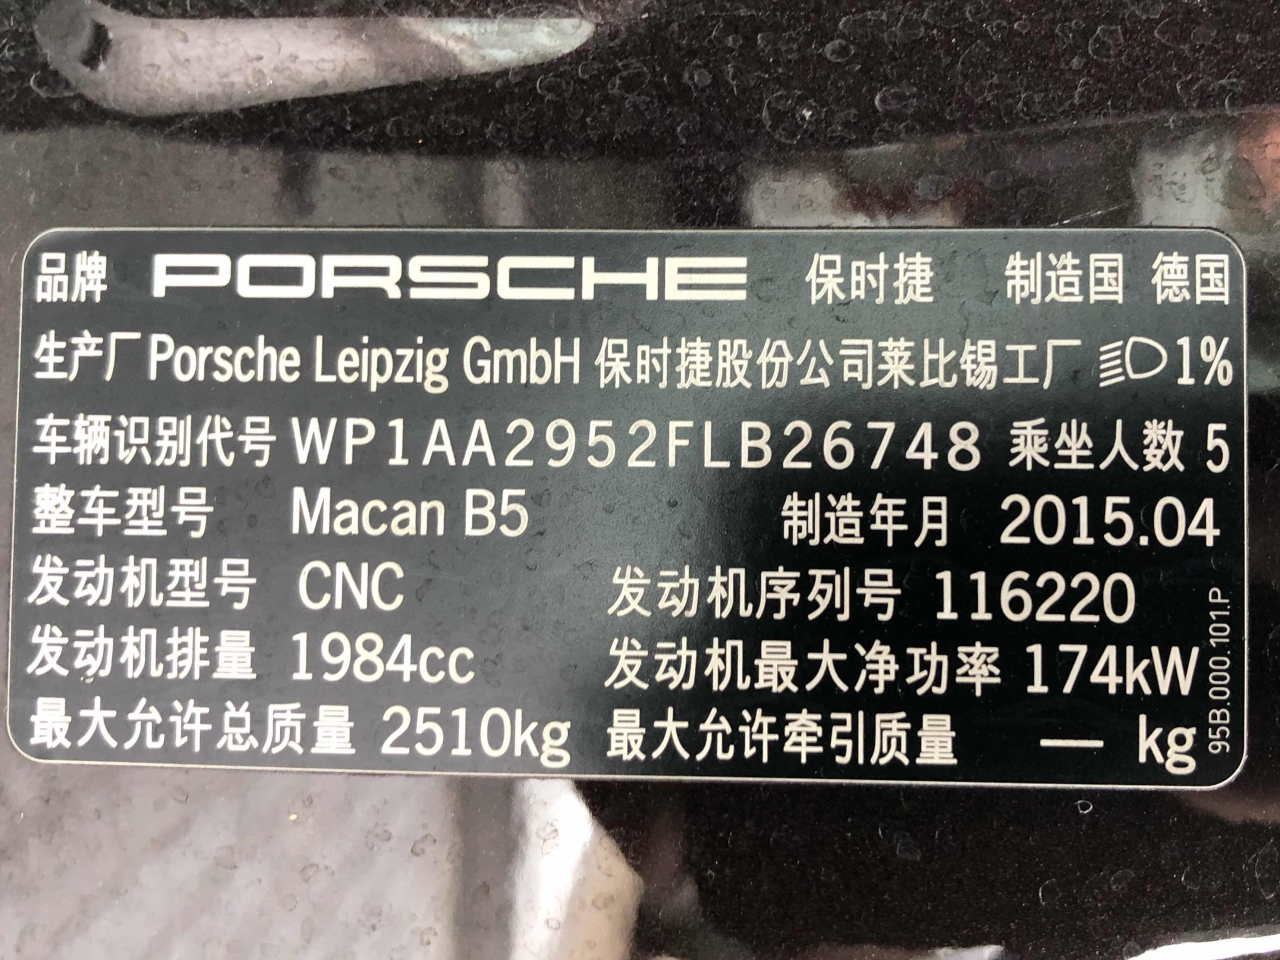 品牌 PORSCHE 保时捷 制造国 德国
生产厂 Porsche Leipzig GmbH 保时捷股份公司莱比锡工厂 1%
车辆识别代号 WP1AA2952FLB26748 乘坐人数 5
整车型号 Macan B5 制造年月 2015.04
发动机型号 CNC 发动机序列号 116220
发动机排量 1984cc 发动机最大净功率 174kW
最大允许总质量 2510kg 最大允许牵引质量 — kg
95B.000.101.P